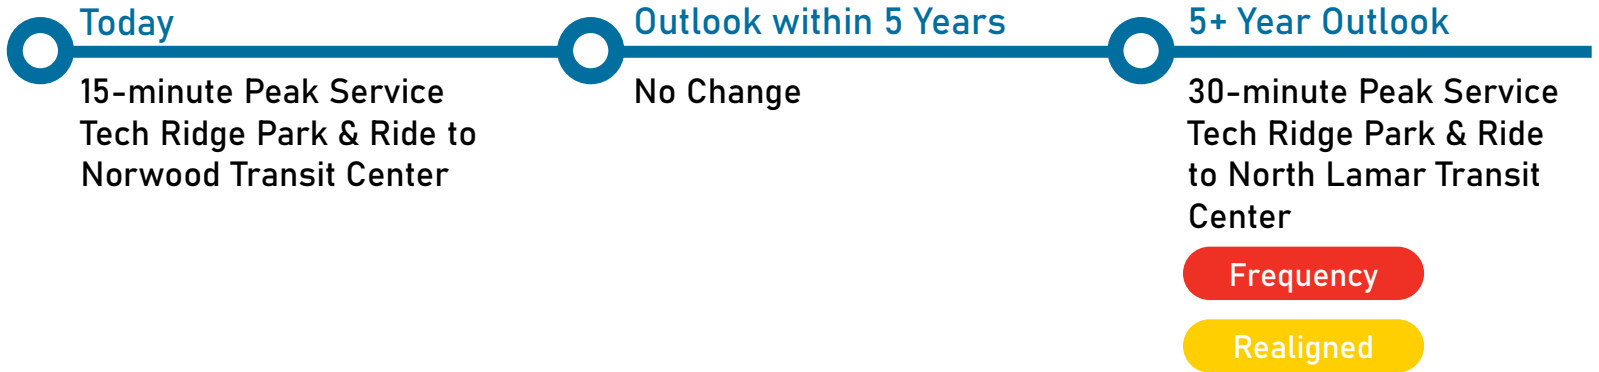 Today
15-minute Peak Service
Tech Ridge Park & Ride to
Norwood Transit Center
Outlook within 5 Years
No Change
5+ Year Outlook
30-minute Peak Service
Tech Ridge Park & Ride
to North Lamar Transit
Center
Frequency
Realigned